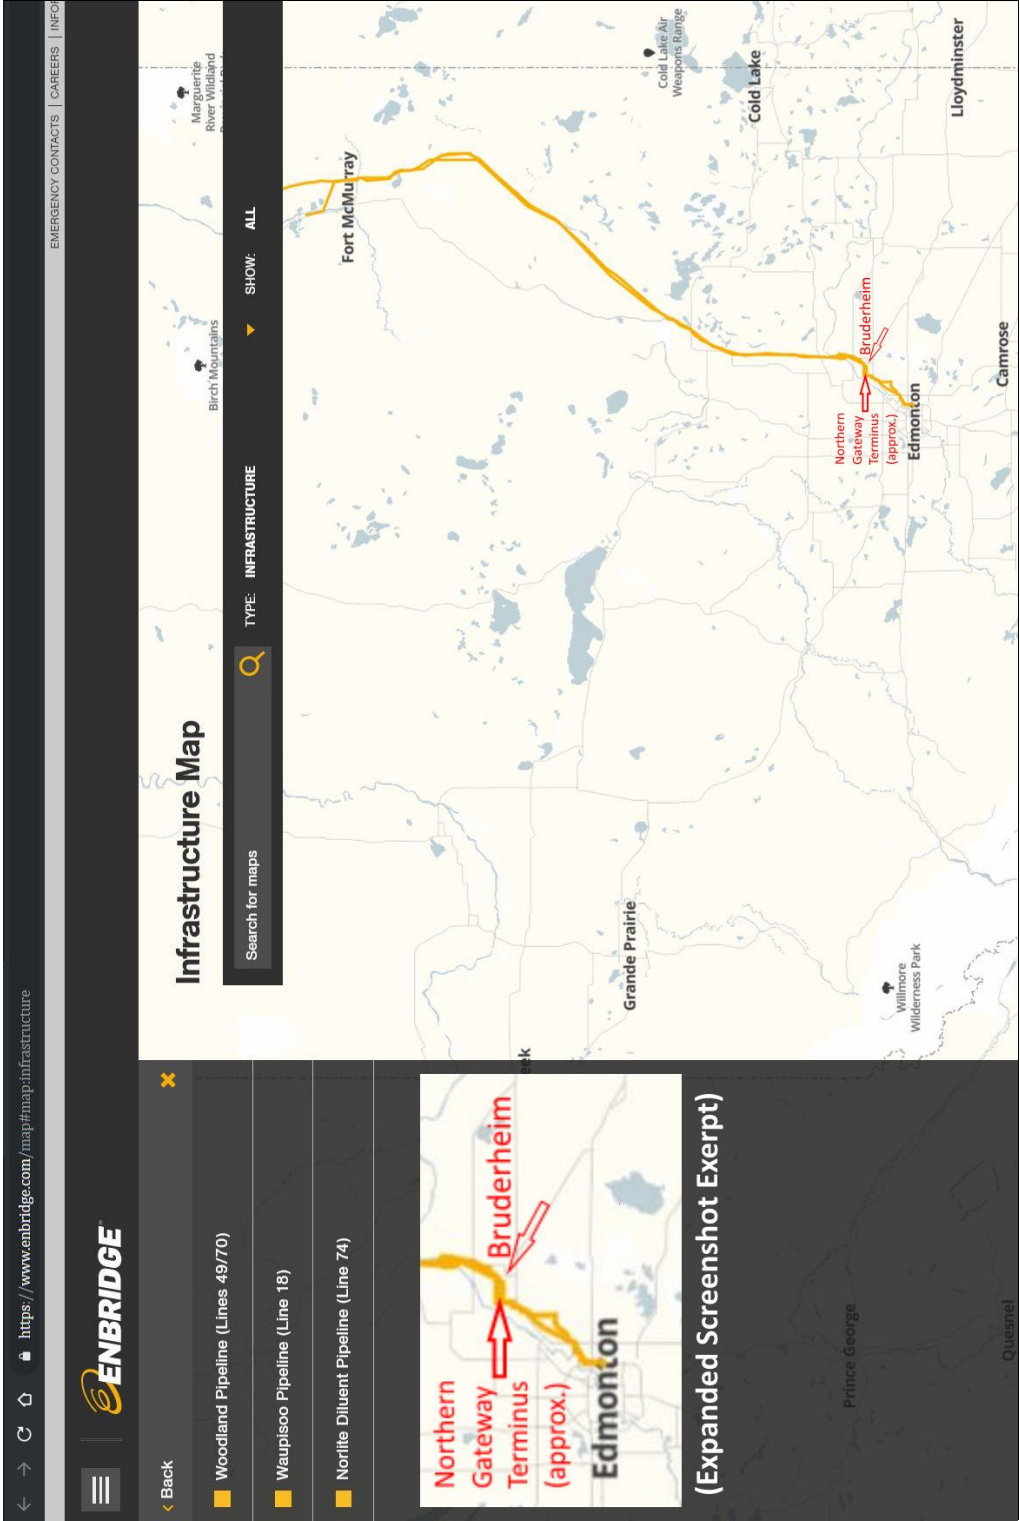 https://www.enbridge.com/map#map:infrastructure
EMERGENCY CONTACTS | CAREERS |
ENBRIDGE
Back
Woodland Pipeline (Lines 49/70)
Waupisoo Pipeline (Line 18)
Norlite Diluent Pipeline (Line 74)
Northern
Gateway
Terminus
(approx.)
Bruderheim
Edmonton
(Expanded Screenshot Exerpt)
Prince George
Quesnel
Infrastructure Map
Search for maps
TYPE: INFRASTRUCTURE
SHOW: ALL
Birch Mountains
Marguerite
River Wildland
Fort McMurray
Cold Lake Air
Weapons Range
Cold Lake
Lloydminster
Grande Prairie
Willmore
Wilderness Park
Northern
Gateway
Terminus
(approx.)
Bruderheim
Edmonton
Camrose